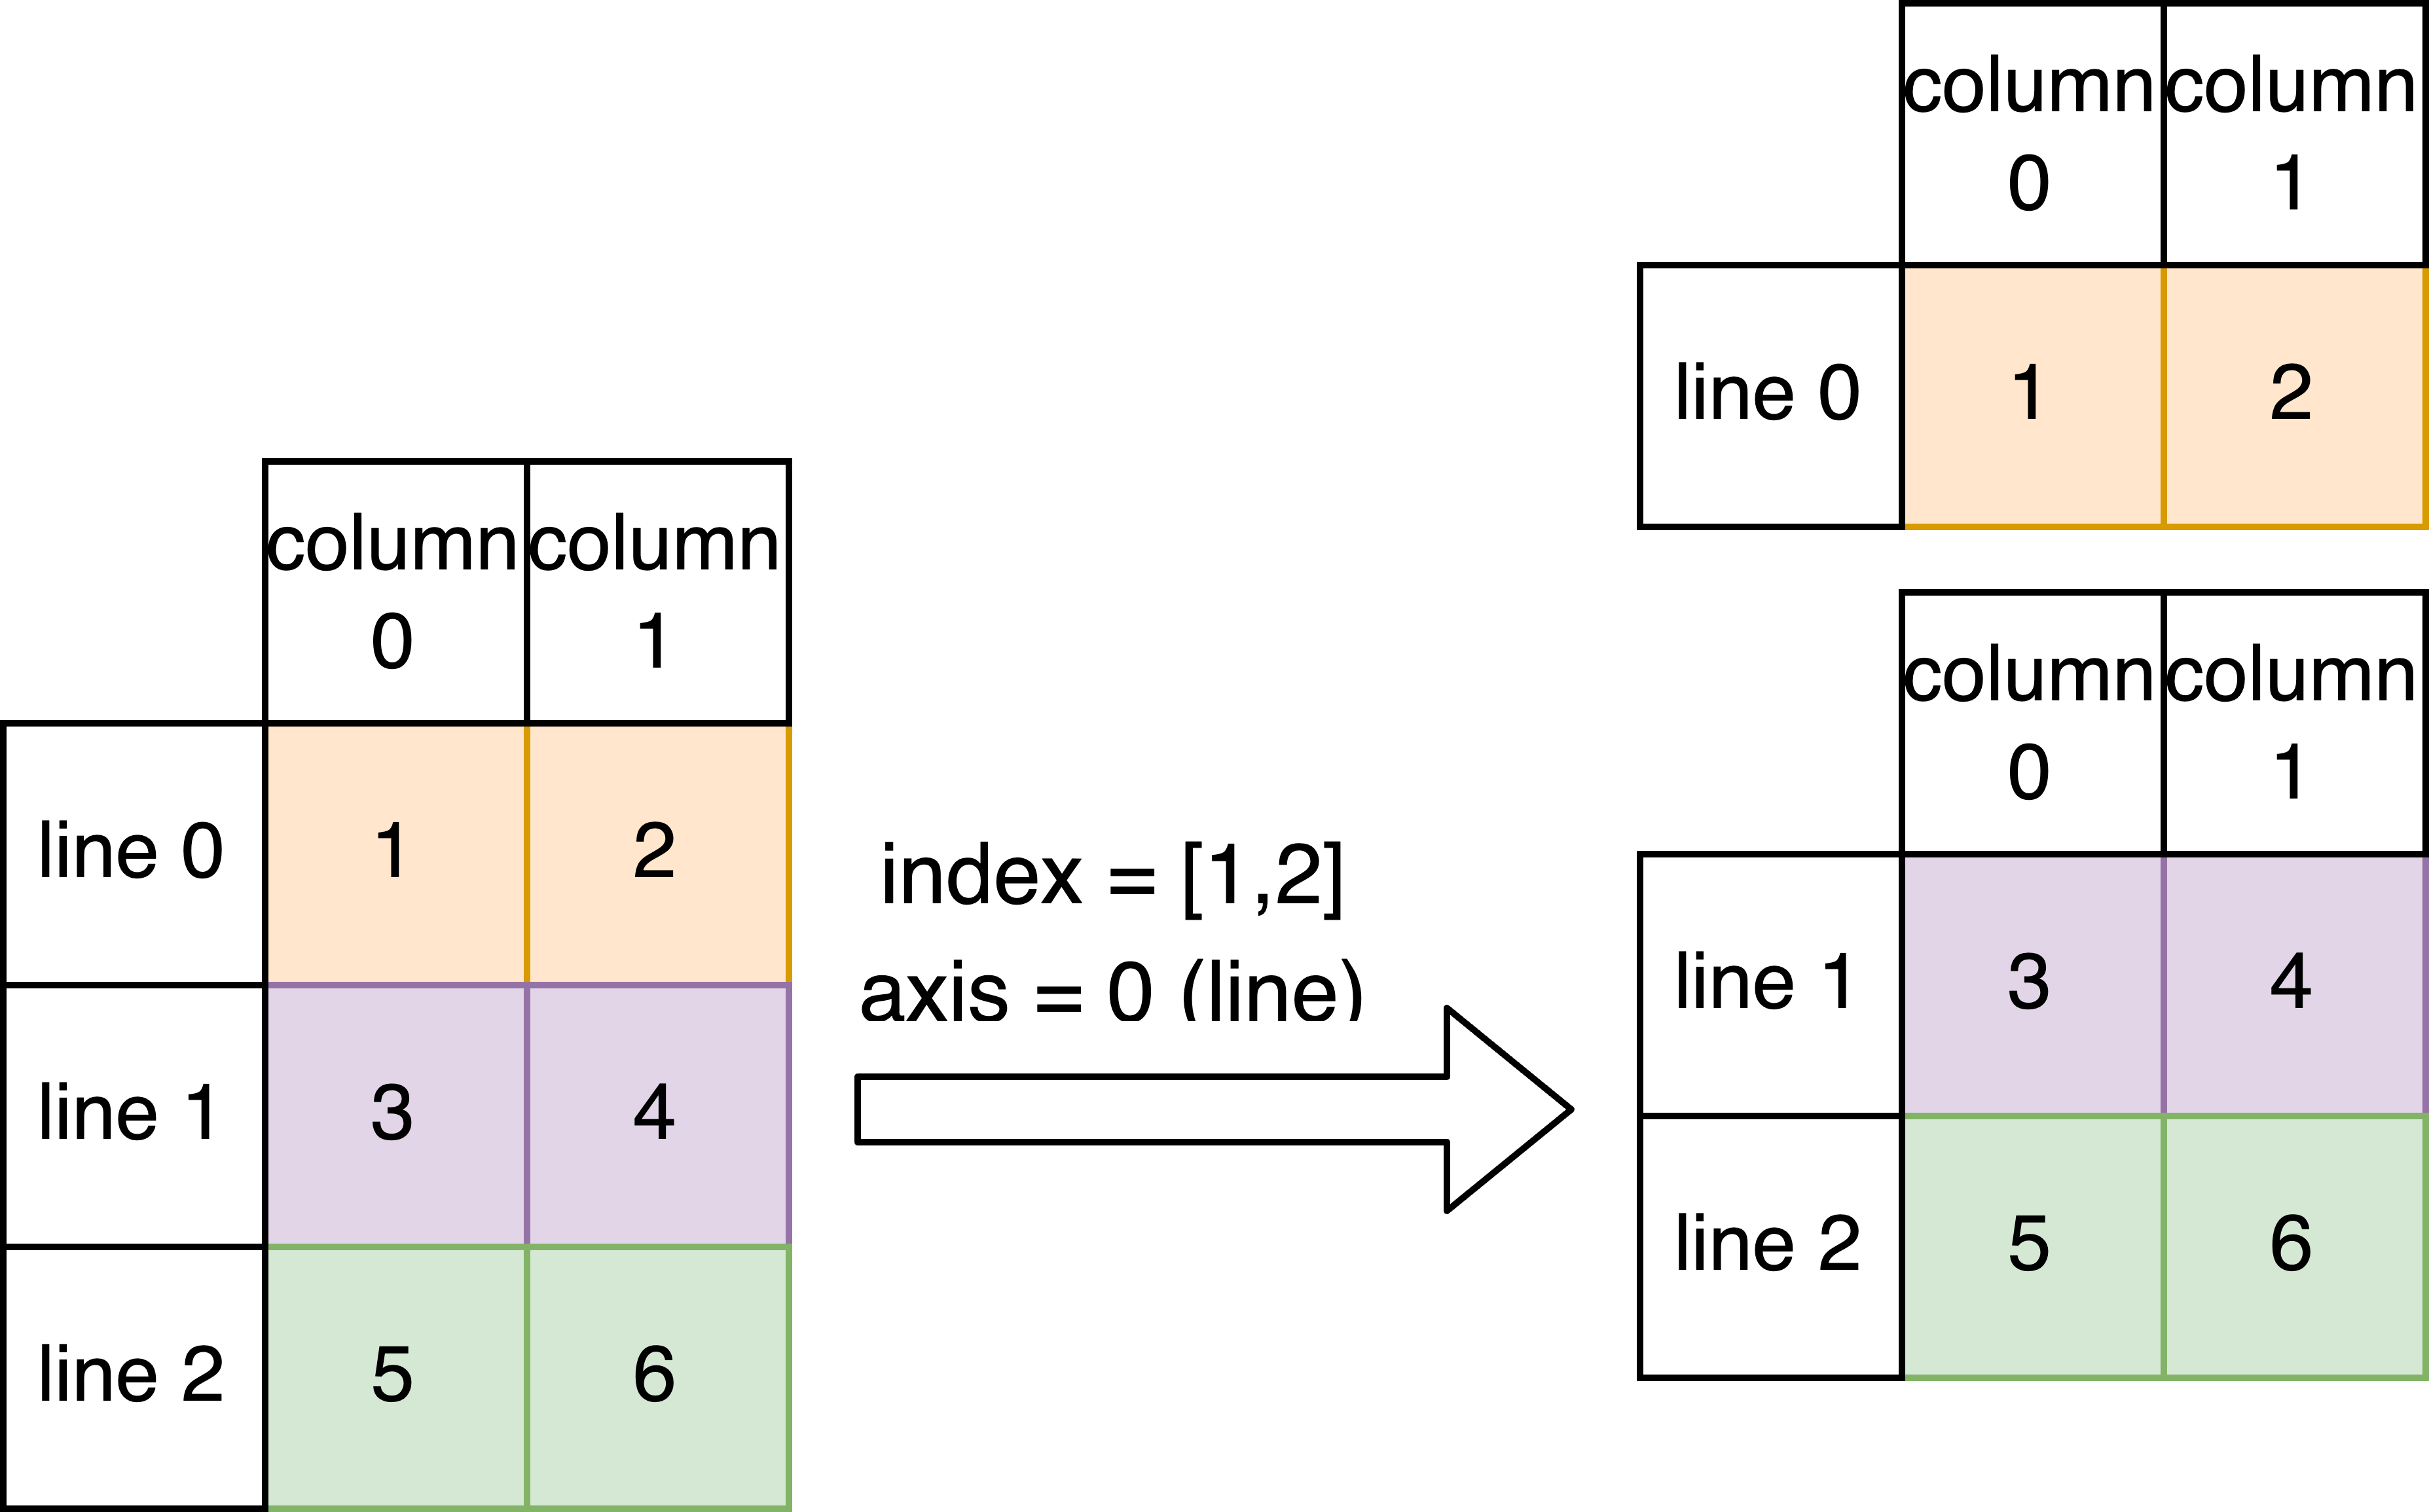 column column
0 1
line 0 1 2
line 1 3 4
line 2 5 6
index = [1,2]
axis = 0 (line)
column column
0 1
line 0 1 2
column column
0 1
line 1 3 4
line 2 5 6